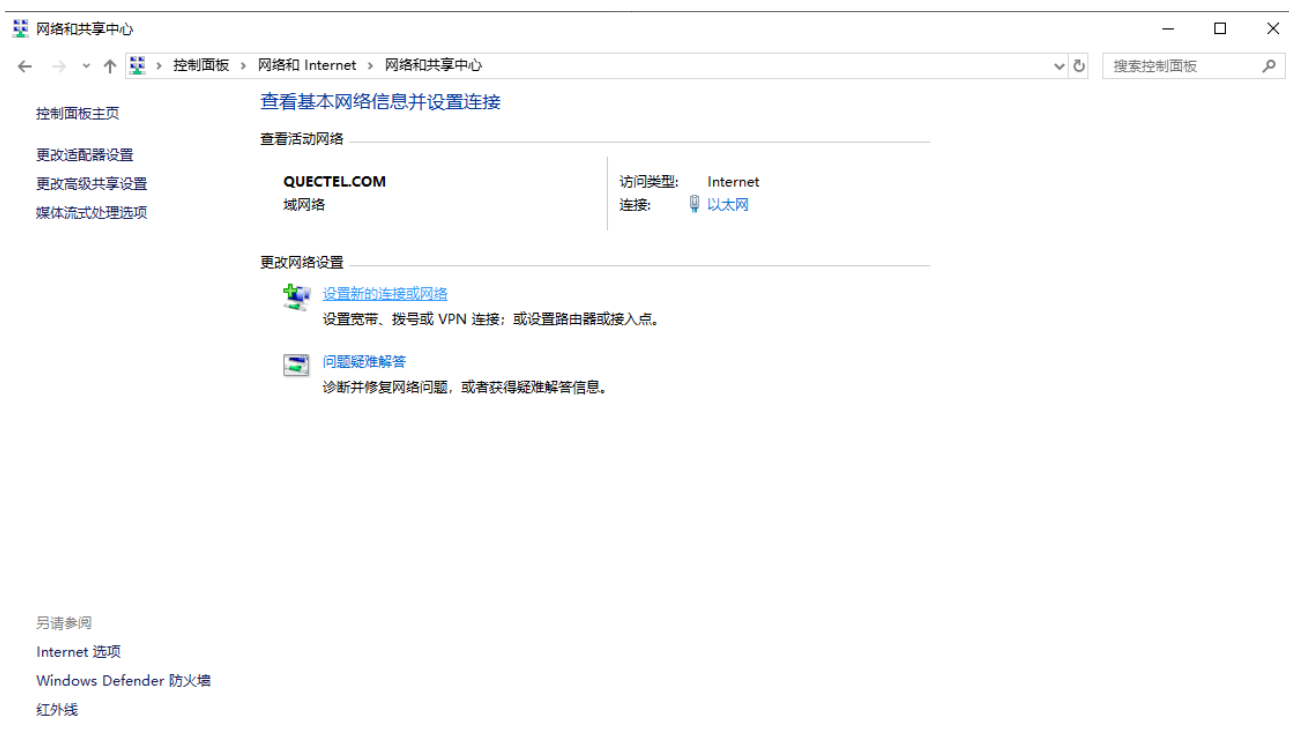 网络和共享中心
控制面板 › 网络和 Internet › 网络和共享中心
搜索控制面板
控制面板主页
更改适配器设置
更改高级共享设置
媒体流式处理选项
查看基本网络信息并设置连接
查看活动网络
QUECTEL.COM
域网络
访问类型: Internet
连接: 以太网
更改网络设置
设置新的连接或网络
设置宽带、拨号或 VPN 连接；或设置路由器或接入点。
问题疑难解答
诊断并修复网络问题，或者获得疑难解答信息。
另请参阅
Internet 选项
Windows Defender 防火墙
红外线